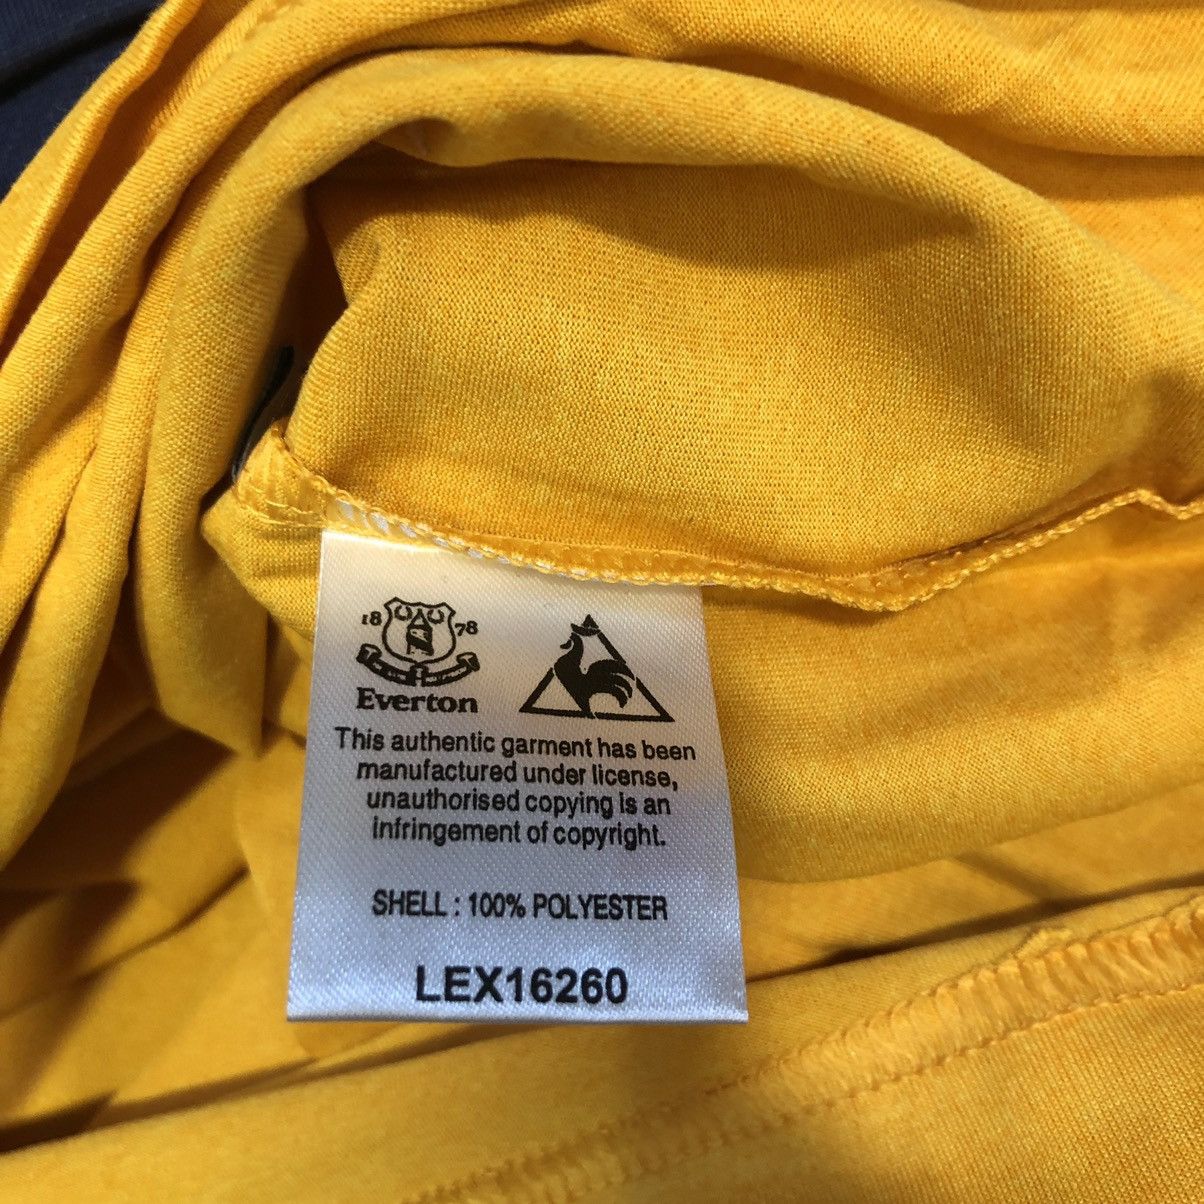 18 78
Everton
This authentic garment has been
manufactured under license,
unauthorised copying is an
infringement of copyright.
SHELL : 100% POLYESTER
LEX16260